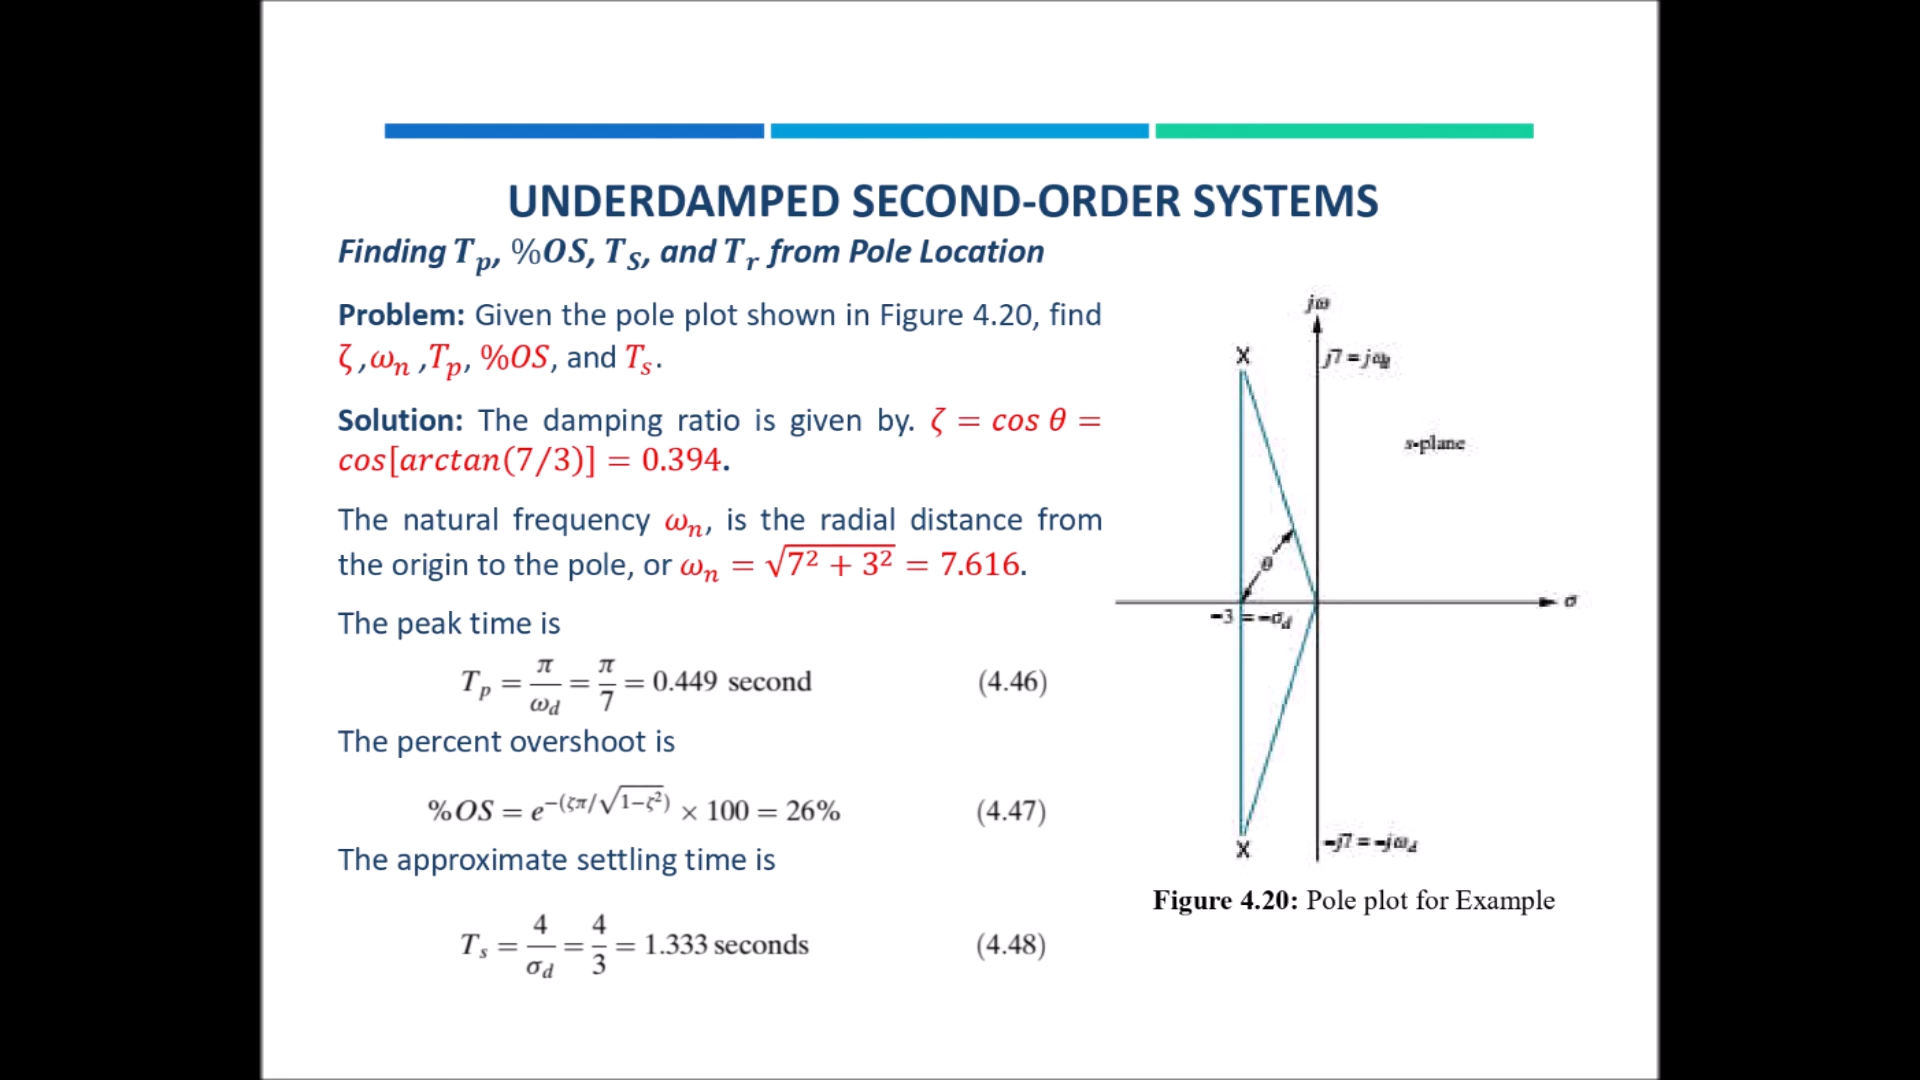 UNDERDAMPED SECOND-ORDER SYSTEMS
Finding T_p, %OS, T_S, and T_r from Pole Location
Problem: Given the pole plot shown in Figure 4.20, find
ζ ,ω_n ,T_p, %OS, and T_s.
Solution: The damping ratio is given by. ζ = cos θ =
cos[arctan(7/3)] = 0.394.
The natural frequency ω_n, is the radial distance from
the origin to the pole, or ω_n = √(7² + 3²) = 7.616.
The peak time is
T_p = π/ω_d = π/7 = 0.449 second (4.46)
The percent overshoot is
%OS = e^−(ζπ/√(1−ζ²)) × 100 = 26% (4.47)
The approximate settling time is
T_s = 4/σ_d = 4/3 = 1.333 seconds (4.48)
jω
X
j7 = jω_d
s-plane
θ
σ
−3 = −σ_d
X
−j7 = −jω_d
Figure 4.20: Pole plot for Example